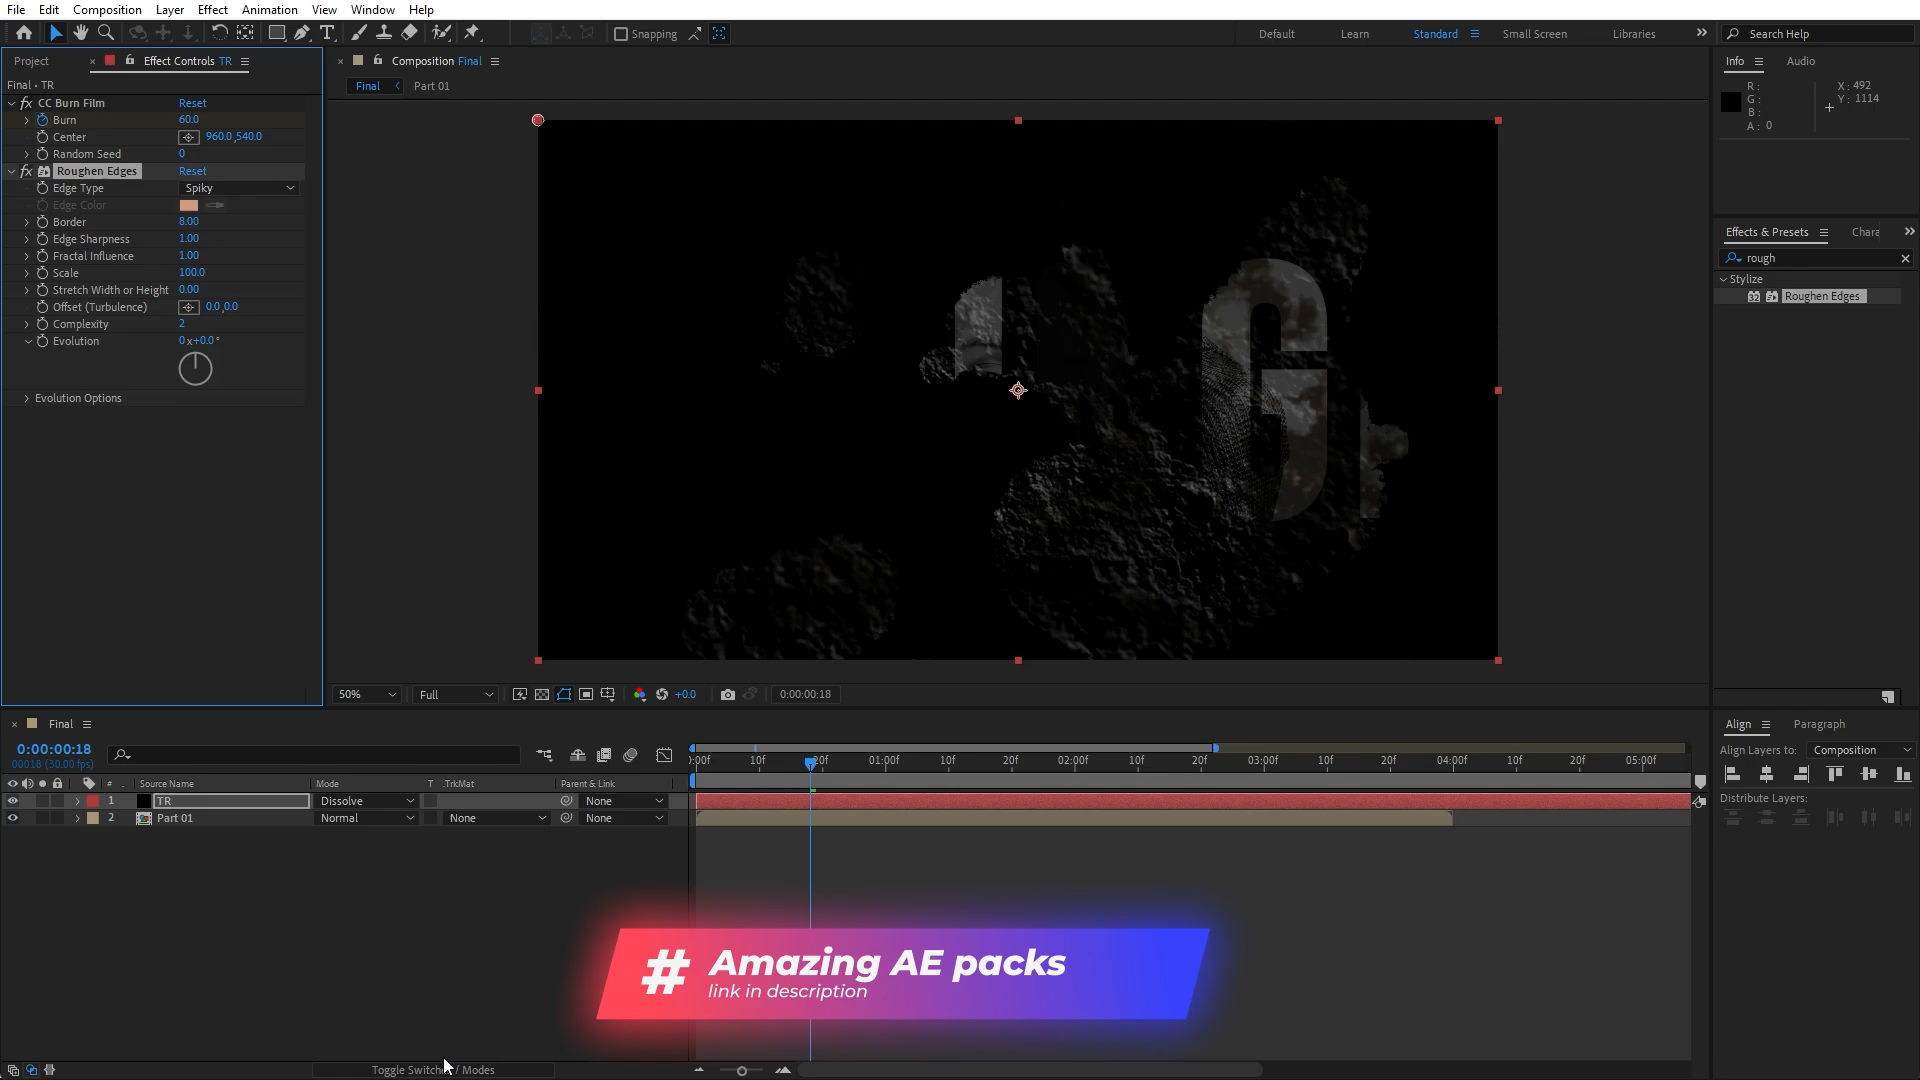 File Edit Composition Layer Effect Animation View Window Help
Snapping Default Learn Standard Small Screen Libraries Search Help
Project Effect Controls TR Composition Final Info Audio
Final • TR Final Part 01 R : X : 492
G : Y : 1114
B :
A : 0
fx CC Burn Film Reset
Burn 60.0
Center 960.0,540.0
Random Seed 0
fx Roughen Edges Reset
Edge Type Spiky
Edge Color
Border 8.00
Edge Sharpness 1.00
Fractal Influence 1.00
Scale 100.0
Stretch Width or Height 0.00
Offset (Turbulence) 0.0,0.0
Complexity 2
Evolution 0x+0.0°
Evolution Options
G
Effects & Presets Chara
rough
Stylize
32 Roughen Edges
50% Full +0.0 0:00:00:18
Final
0:00:00:18
00018 (30.00 fps)
:00f 10f 20f 01:00f 10f 20f 02:00f 10f 20f 03:00f 10f 20f 04:00f 10f 20f 05:00f
# Source Name Mode T .TrkMat Parent & Link
1 TR Dissolve None
2 Part 01 Normal None None
Align Paragraph
Align Layers to: Composition
Distribute Layers:
# Amazing AE packs
link in description
Toggle Switches / Modes